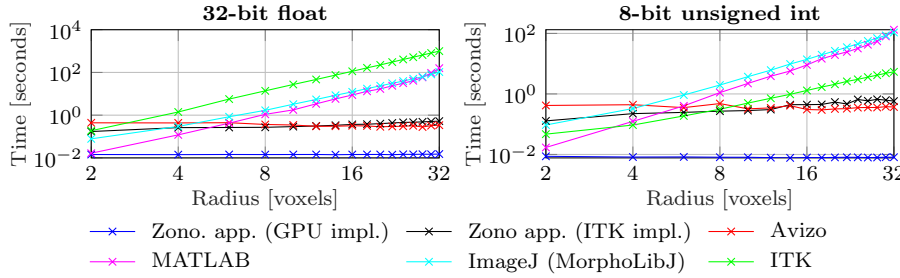 32-bit float
8-bit unsigned int
Time [seconds]
10^4
10^2
10^0
10^-2
2
4
8
16
32
Radius [voxels]
Time [seconds]
10^2
10^0
10^-2
2
4
8
16
32
Radius [voxels]
Zono. app. (GPU impl.)
Zono app. (ITK impl.)
Avizo
MATLAB
ImageJ (MorphoLibJ)
ITK